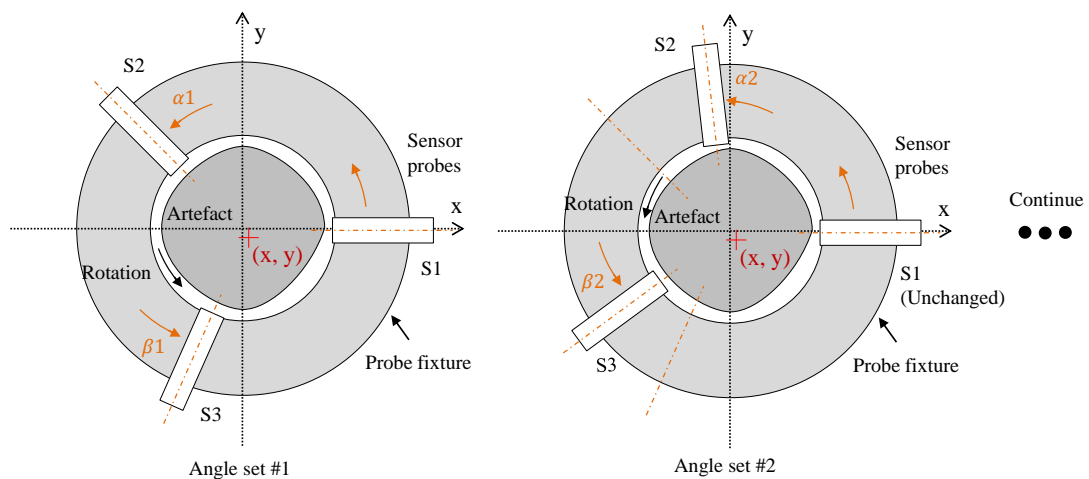 y
S2
α1
Sensor
probes
x
Artefact
(x, y)
Rotation
S1
β1
Probe fixture
S3
Angle set #1
y
S2
α2
Sensor
probes
x
Rotation
Artefact
(x, y)
β2
S1
(Unchanged)
S3
Probe fixture
Angle set #2
Continue